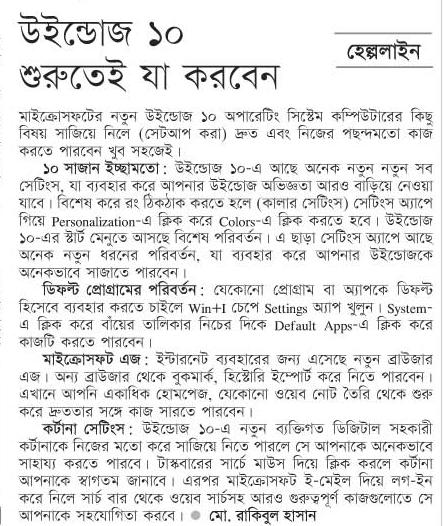 উইন্ডোজ ১০
শুরুতেই যা করবেন
হেল্পলাইন
মাইক্রোসফটের নতুন উইন্ডোজ ১০ অপারেটিং সিস্টেম কম্পিউটারের কিছু
বিষয় সাজিয়ে নিলে (সেটআপ করা) দ্রুত এবং নিজের পছন্দমতো কাজ
করতে পারবেন খুব সহজেই।
১০ সাজান ইচ্ছামতো: উইন্ডোজ ১০-এ আছে অনেক নতুন নতুন সব
সেটিংস, যা ব্যবহার করে আপনার উইন্ডোজ অভিজ্ঞতা আরও বাড়িয়ে নেওয়া
যাবে। বিশেষ করে রং ঠিকঠাক করতে হলে (কালার সেটিংস) সেটিংস অ্যাপে
গিয়ে Personalization-এ ক্লিক করে Colors-এ ক্লিক করতে হবে। উইন্ডোজ
১০-এর স্টার্ট মেনুতে আসছে বিশেষ পরিবর্তন। এ ছাড়া সেটিংস অ্যাপে আছে
অনেক নতুন ধরনের পরিবর্তন, যা ব্যবহার করে আপনার উইন্ডোজকে
অনেকভাবে সাজাতে পারবেন।
ডিফল্ট প্রোগ্রামের পরিবর্তন: যেকোনো প্রোগ্রাম বা অ্যাপকে ডিফল্ট
হিসেবে ব্যবহার করতে চাইলে Win+I চেপে Settings অ্যাপ খুলুন। System-
এ ক্লিক করে বাঁয়ের তালিকার নিচের দিকে Default Apps-এ ক্লিক করে
কাজটি করতে পারবেন।
মাইক্রোসফট এজ: ইন্টারনেট ব্যবহারের জন্য এসেছে নতুন ব্রাউজার
এজ। অন্য ব্রাউজার থেকে বুকমার্ক, হিস্টোরি ইম্পোর্ট করে নিতে পারবেন।
এখানে আপনি একাধিক হোমপেজ, যেকোনো ওয়েব নোট তৈরি থেকে শুরু
করে দ্রুততার সঙ্গে কাজ সারতে পারবেন।
কর্টানা সেটিংস: উইন্ডোজ ১০-এ নতুন ব্যক্তিগত ডিজিটাল সহকারী
কর্টানাকে নিজের মতো করে সাজিয়ে নিতে পারলে সে আপনাকে অনেকভাবে
সাহায্য করতে পারবে। টাস্কবারের সার্চে মাউস দিয়ে ক্লিক করলে কর্টানা
আপনাকে স্বাগতম জানাবে। এরপর মাইক্রোসফট ই-মেইল দিয়ে লগ-ইন
করে নিলে সার্চ বার থেকে ওয়েব সার্চসহ আরও গুরুত্বপূর্ণ কাজগুলোতে সে
আপনাকে সহযোগিতা করবে। ● মো. রাকিবুল হাসান